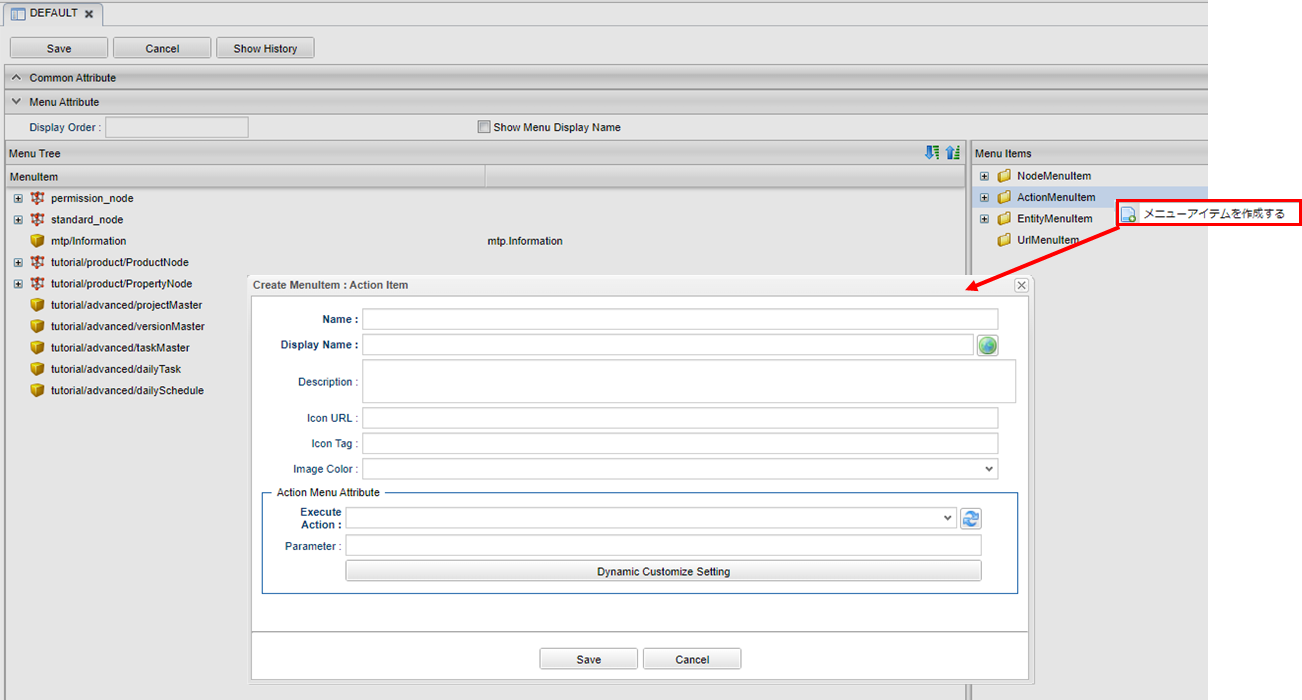 DEFAULT
Save Cancel Show History
Common Attribute
Menu Attribute
Display Order : Show Menu Display Name
Menu Tree
MenuItem
permission_node
standard_node
mtp/Information mtp.Information
tutorial/product/ProductNode
tutorial/product/PropertyNode
tutorial/advanced/projectMaster
tutorial/advanced/versionMaster
tutorial/advanced/taskMaster
tutorial/advanced/dailyTask
tutorial/advanced/dailySchedule
Menu Items
NodeMenuItem
ActionMenuItem
EntityMenuItem
UrlMenuItem
メニューアイテムを作成する
Create MenuItem : Action Item
Name :
Display Name :
Description :
Icon URL :
Icon Tag :
Image Color :
Action Menu Attribute
Execute
Action :
Parameter :
Dynamic Customize Setting
Save Cancel